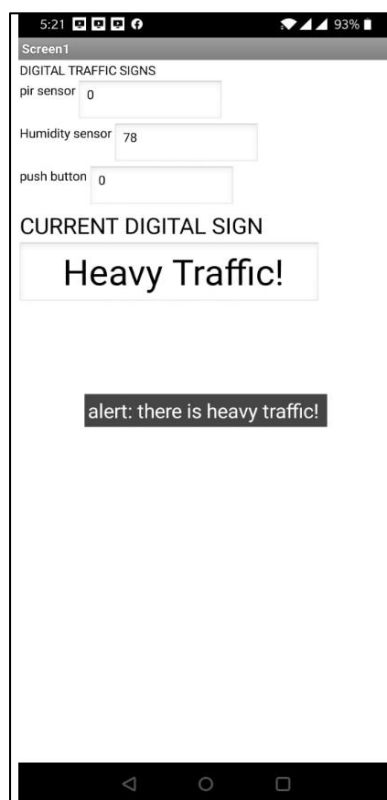 5:21 93%
Screen1
DIGITAL TRAFFIC SIGNS
pir sensor 0
Humidity sensor 78
push button 0
CURRENT DIGITAL SIGN
Heavy Traffic!
alert: there is heavy traffic!